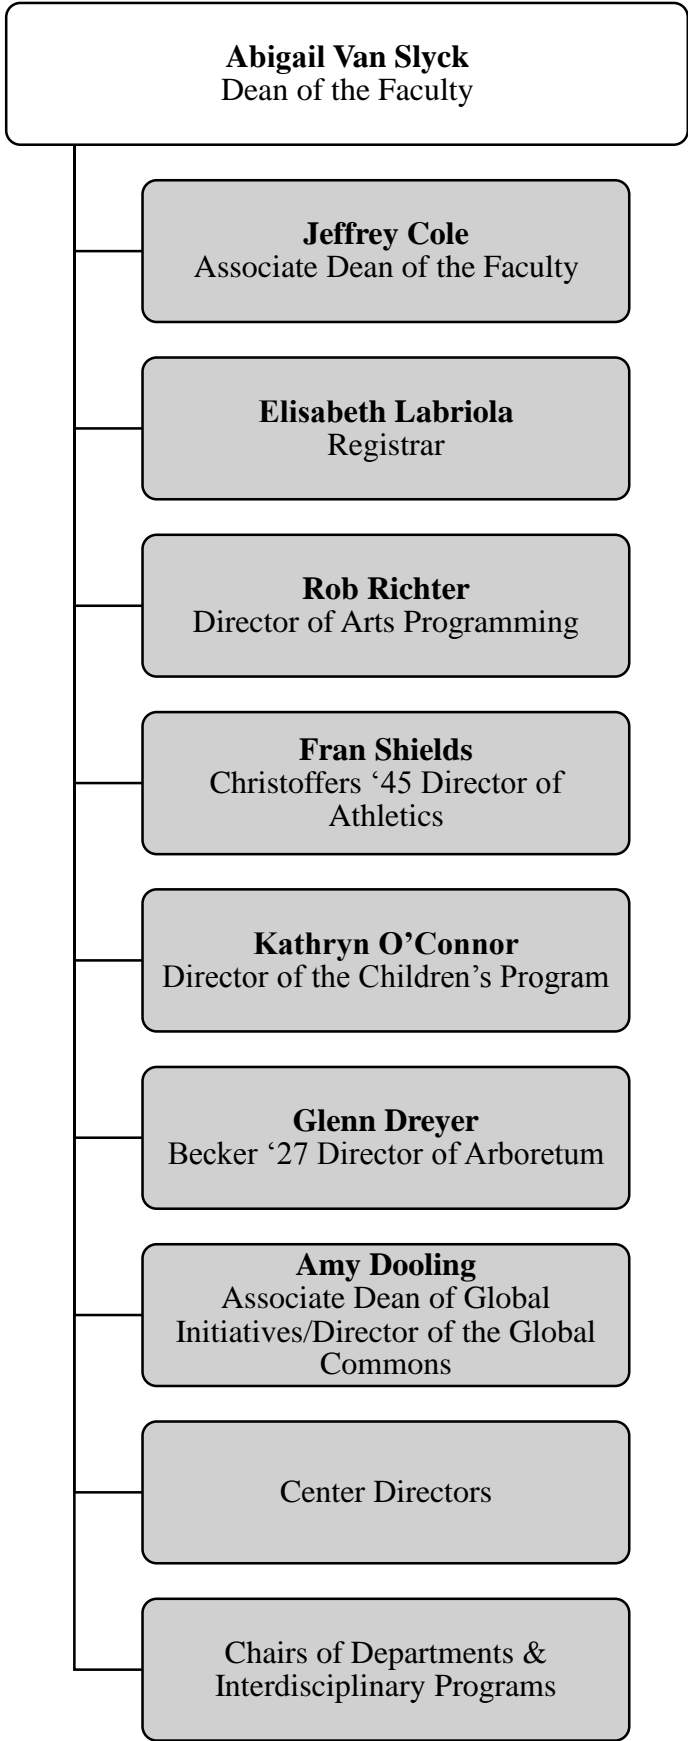 Abigail Van Slyck
Dean of the Faculty
Jeffrey Cole
Associate Dean of the Faculty
Elisabeth Labriola
Registrar
Rob Richter
Director of Arts Programming
Fran Shields
Christoffers ‘45 Director of
Athletics
Kathryn O’Connor
Director of the Children’s Program
Glenn Dreyer
Becker ‘27 Director of Arboretum
Amy Dooling
Associate Dean of Global
Initiatives/Director of the Global
Commons
Center Directors
Chairs of Departments &
Interdisciplinary Programs